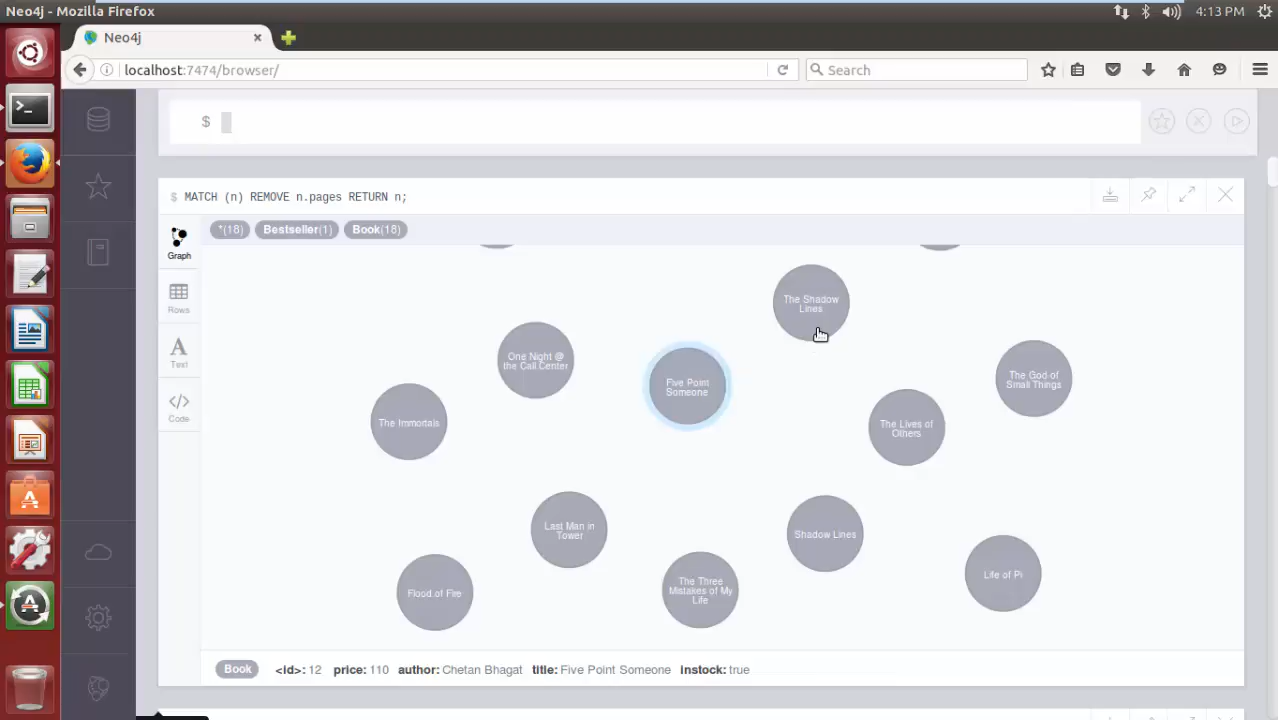 Neo4j - Mozilla Firefox
4:13 PM
Neo4j
localhost:7474/browser/
Search
$
$ MATCH (n) REMOVE n.pages RETURN n;
*(18) Bestseller(1) Book(18)
Graph
Rows
Text
Code
The Shadow
Lines
One Night @
the Call Center
Five Point
Someone
The God of
Small Things
The Immortals
The Lives of
Others
Last Man in
Tower
Shadow Lines
Flood of Fire
The Three
Mistakes of My
Life
Life of Pi
Book <id>: 12 price: 110 author: Chetan Bhagat title: Five Point Someone instock: true